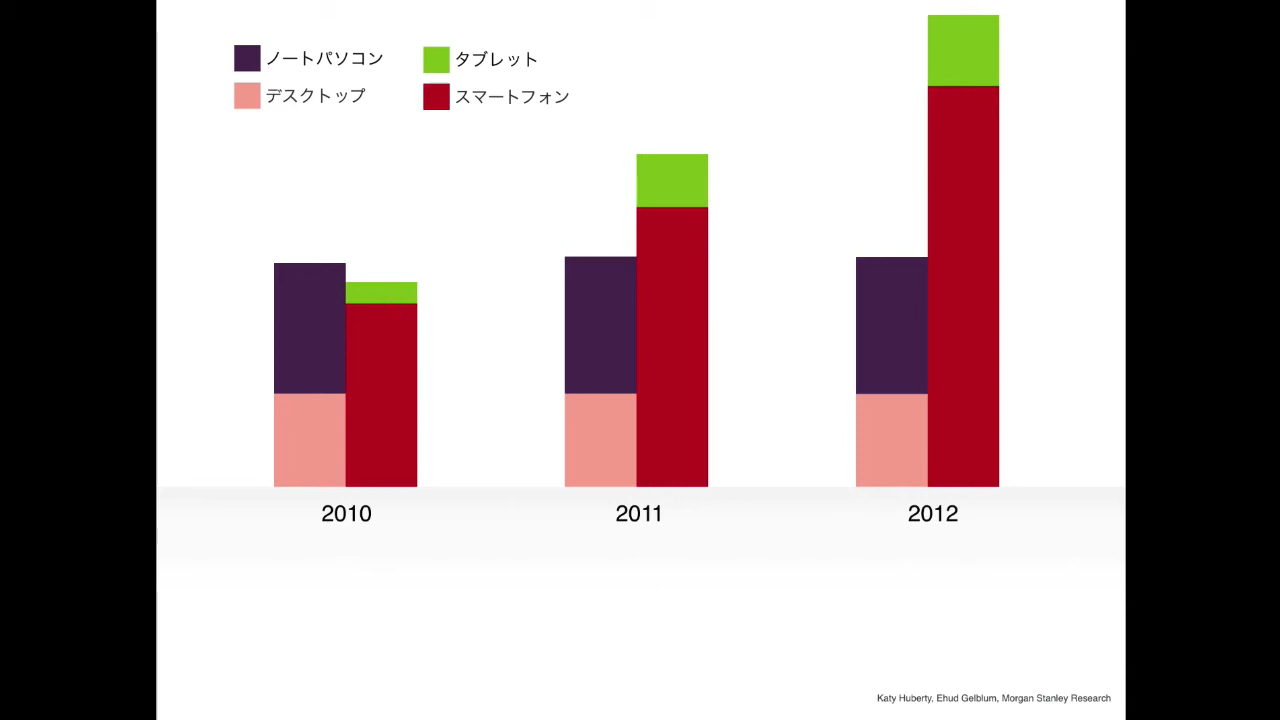 ノートパソコン
タブレット
デスクトップ
スマートフォン
2010
2011
2012
Katy Huberty, Ehud Gelblum, Morgan Stanley Research